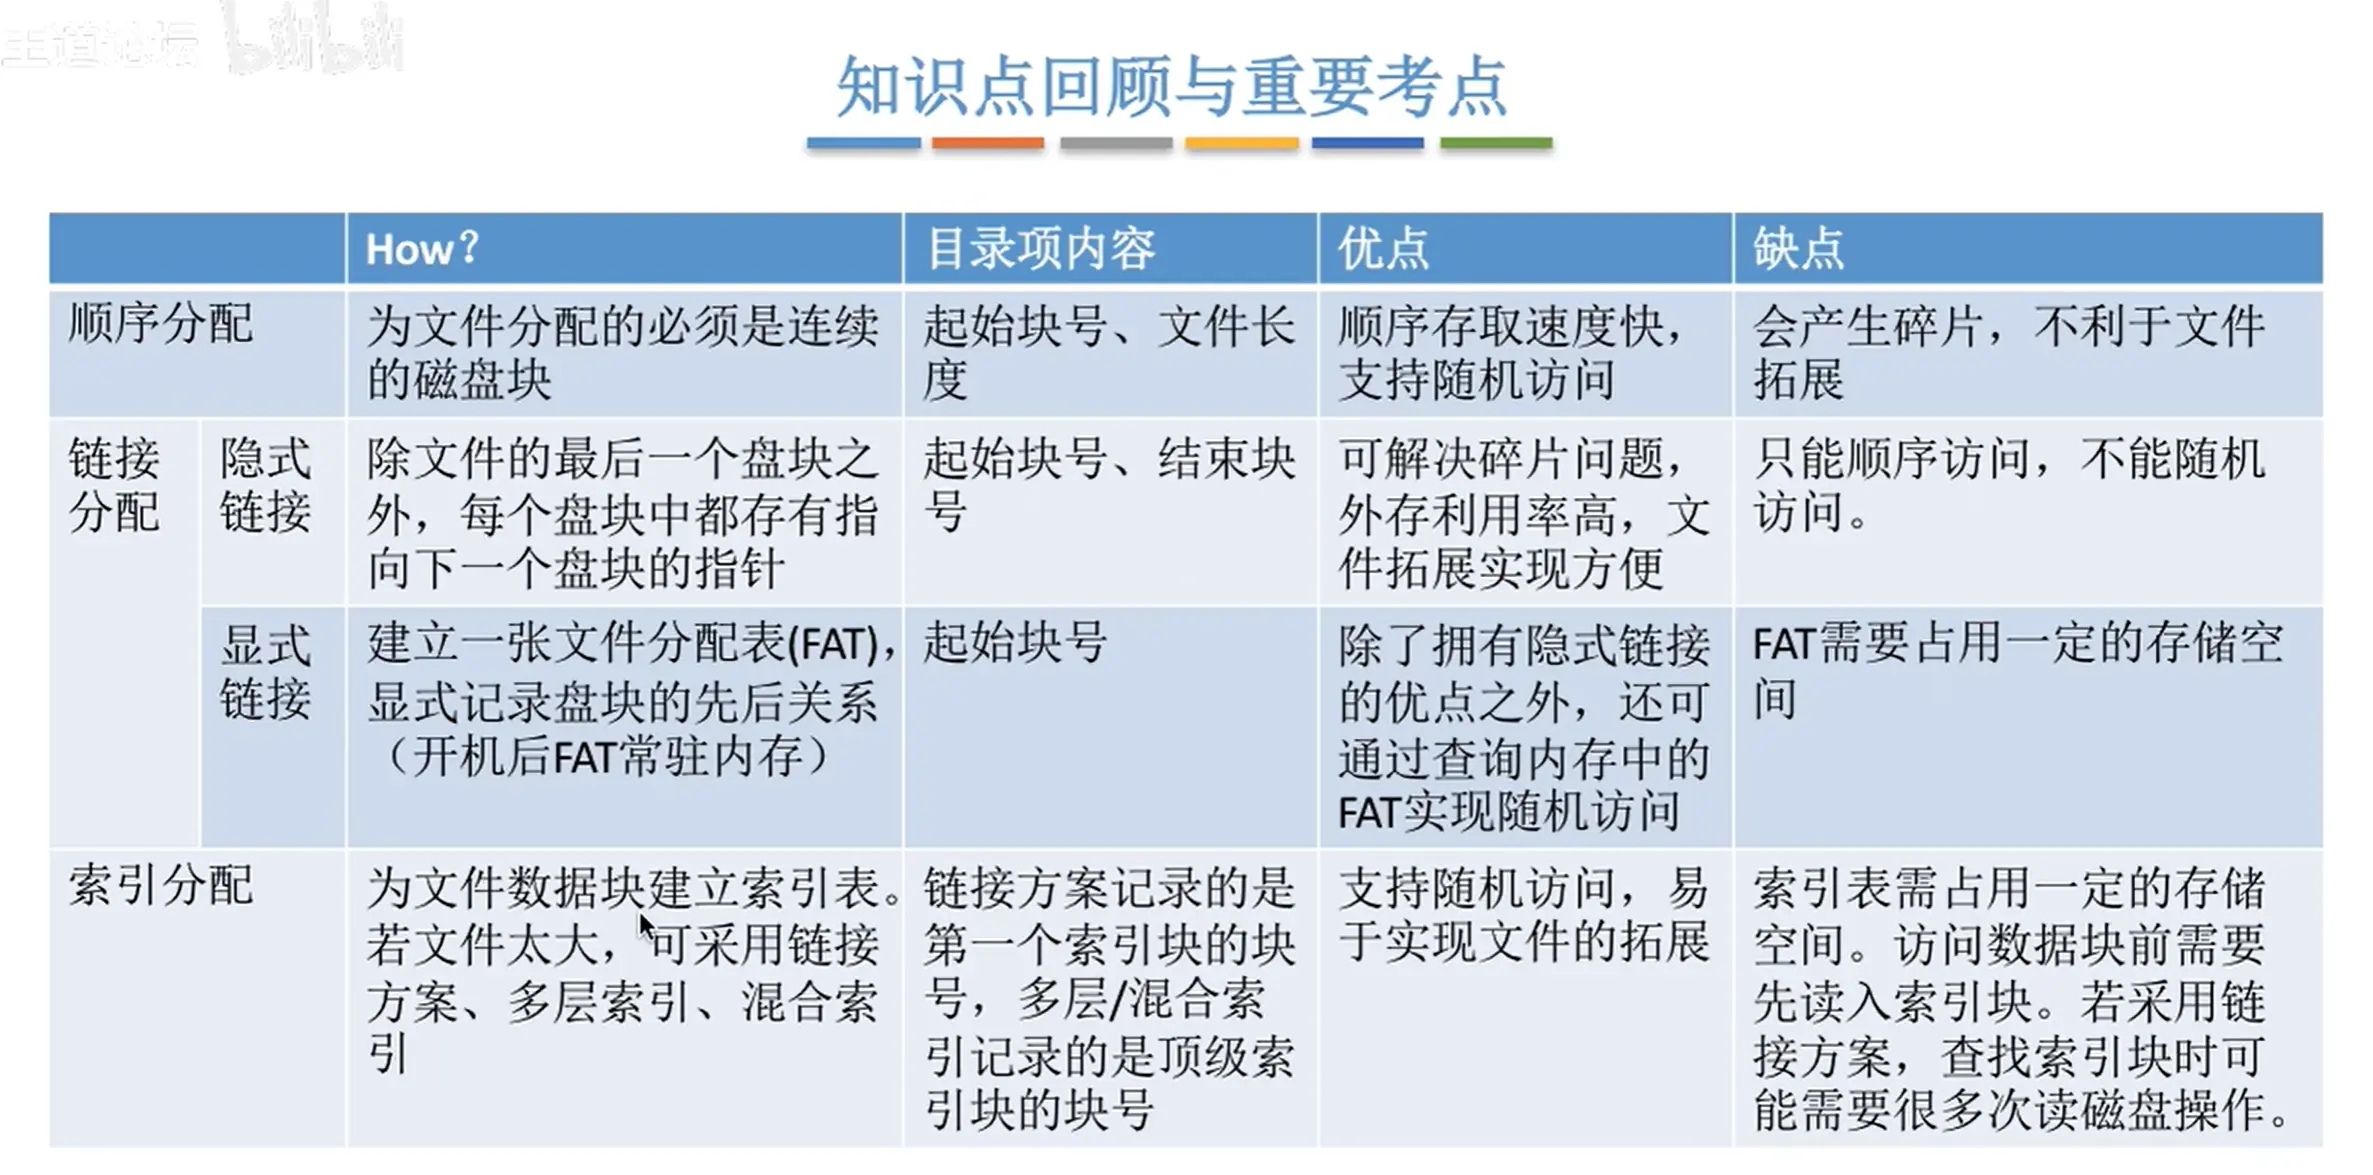 王道论坛 bilibili
知识点回顾与重要考点
How？
目录项内容
优点
缺点
顺序分配
为文件分配的必须是连续
的磁盘块
起始块号、文件长
度
顺序存取速度快，
支持随机访问
会产生碎片，不利于文件
拓展
链接
分配
隐式
链接
除文件的最后一个盘块之
外，每个盘块中都存有指
向下一个盘块的指针
起始块号、结束块
号
可解决碎片问题，
外存利用率高，文
件拓展实现方便
只能顺序访问，不能随机
访问。
显式
链接
建立一张文件分配表(FAT)，
显式记录盘块的先后关系
（开机后FAT常驻内存）
起始块号
除了拥有隐式链接
的优点之外，还可
通过查询内存中的
FAT实现随机访问
FAT需要占用一定的存储空
间
索引分配
为文件数据块建立索引表。
若文件太大，可采用链接
方案、多层索引、混合索
引
链接方案记录的是
第一个索引块的块
号，多层/混合索
引记录的是顶级索
引块的块号
支持随机访问，易
于实现文件的拓展
索引表需占用一定的存储
空间。访问数据块前需要
先读入索引块。若采用链
接方案，查找索引块时可
能需要很多次读磁盘操作。